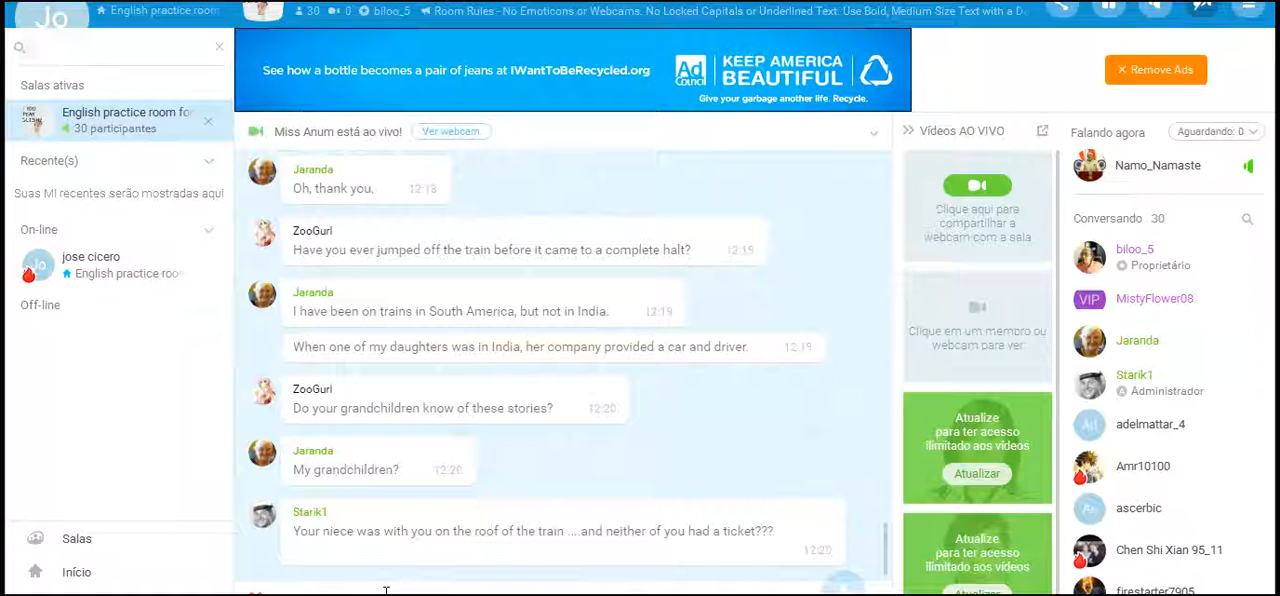 Jo
English practice room
30
0
biloo_5
Room Rules - No Emoticons or Webcams. No Locked Capitals or Underlined Text. Use Bold, Medium Size Text with a D
Salas ativas
English practice room for
30 participantes
Recente(s)
Suas MI recentes serão mostradas aqui
On-line
Jo
jose cicero
English practice room
Off-line
Salas
Início
See how a bottle becomes a pair of jeans at IWantToBeRecycled.org
Ad COUNCIL
KEEP AMERICA
BEAUTIFUL
Give your garbage another life. Recycle.
× Remove Ads
Miss Anum está ao vivo!
Ver webcam
Jaranda
Oh, thank you. 12:18
ZooGurl
Have you ever jumped off the train before it came to a complete halt? 12:19
Jaranda
I have been on trains in South America, but not in India. 12:19
When one of my daughters was in India, her company provided a car and driver. 12:19
ZooGurl
Do your grandchildren know of these stories? 12:20
Jaranda
My grandchildren? 12:20
Starik1
Your niece was with you on the roof of the train ....and neither of you had a ticket???
12:20
Vídeos AO VIVO
Clique aqui para
compartilhar a
webcam com a sala
Clique em um membro ou
webcam para ver
Atualize
para ter acesso
ilimitado aos vídeos
Atualizar
Atualize
para ter acesso
ilimitado aos vídeos
Atualizar
Falando agora
Aguardando: 0
Namo_Namaste
Conversando 30
biloo_5
Proprietário
VIP
MistyFlower08
Jaranda
Starik1
Administrador
Ad
adelmattar_4
Amr10100
As
ascerbic
Chen Shi Xian 95_11
firestarter7905